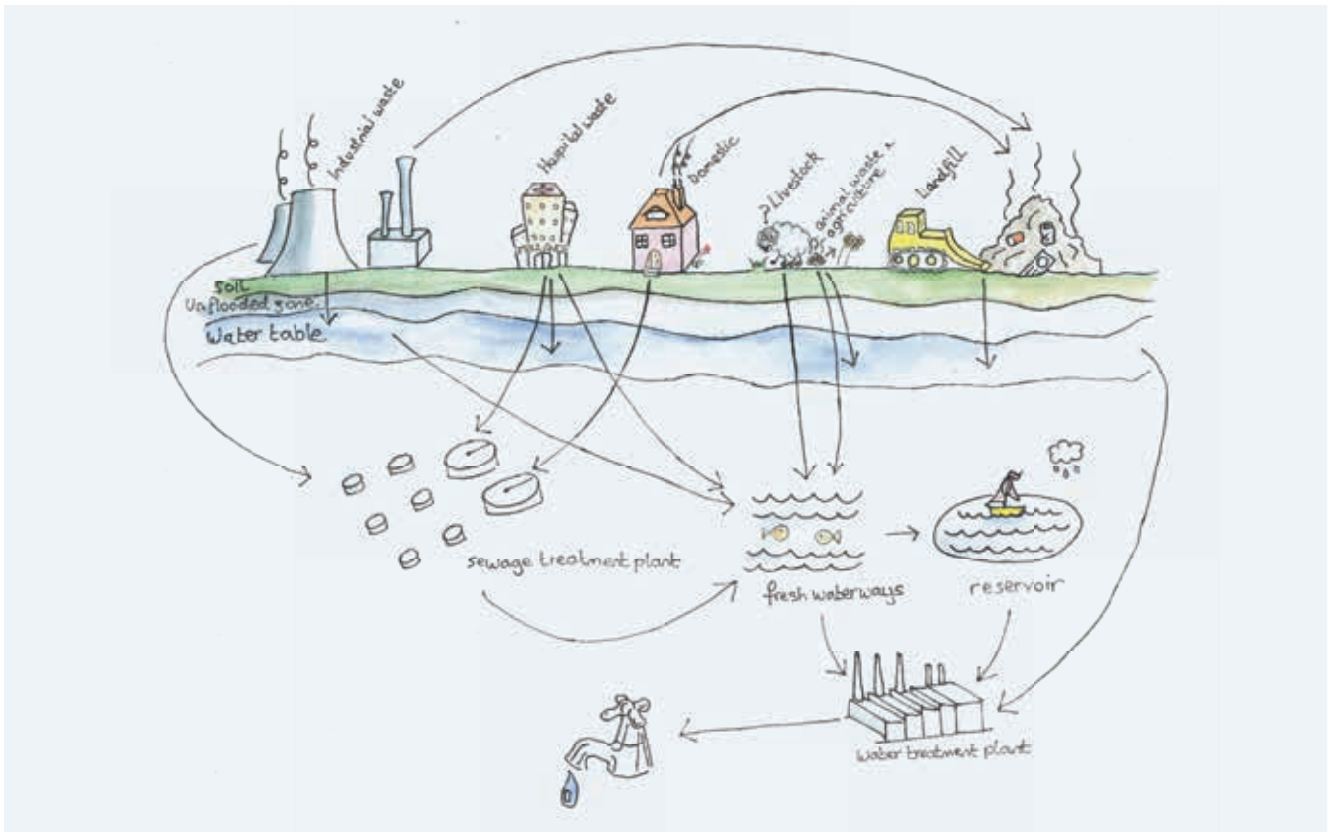 Industrial waste
Hospital waste
Domestic
Livestock
animal waste &
agriculture
Landfill
Soil
Unflooded zone
Water table
sewage treatment plant
fresh waterways
reservoir
water treatment plant